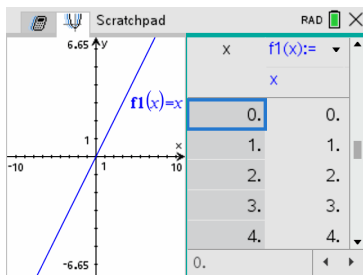 Scratchpad RAD X
6.65 y
f1(x)=x
1
x
-10 1 10
-6.65
x f1(x):=
x
0. 0.
1. 1.
2. 2.
3. 3.
4. 4.
0.